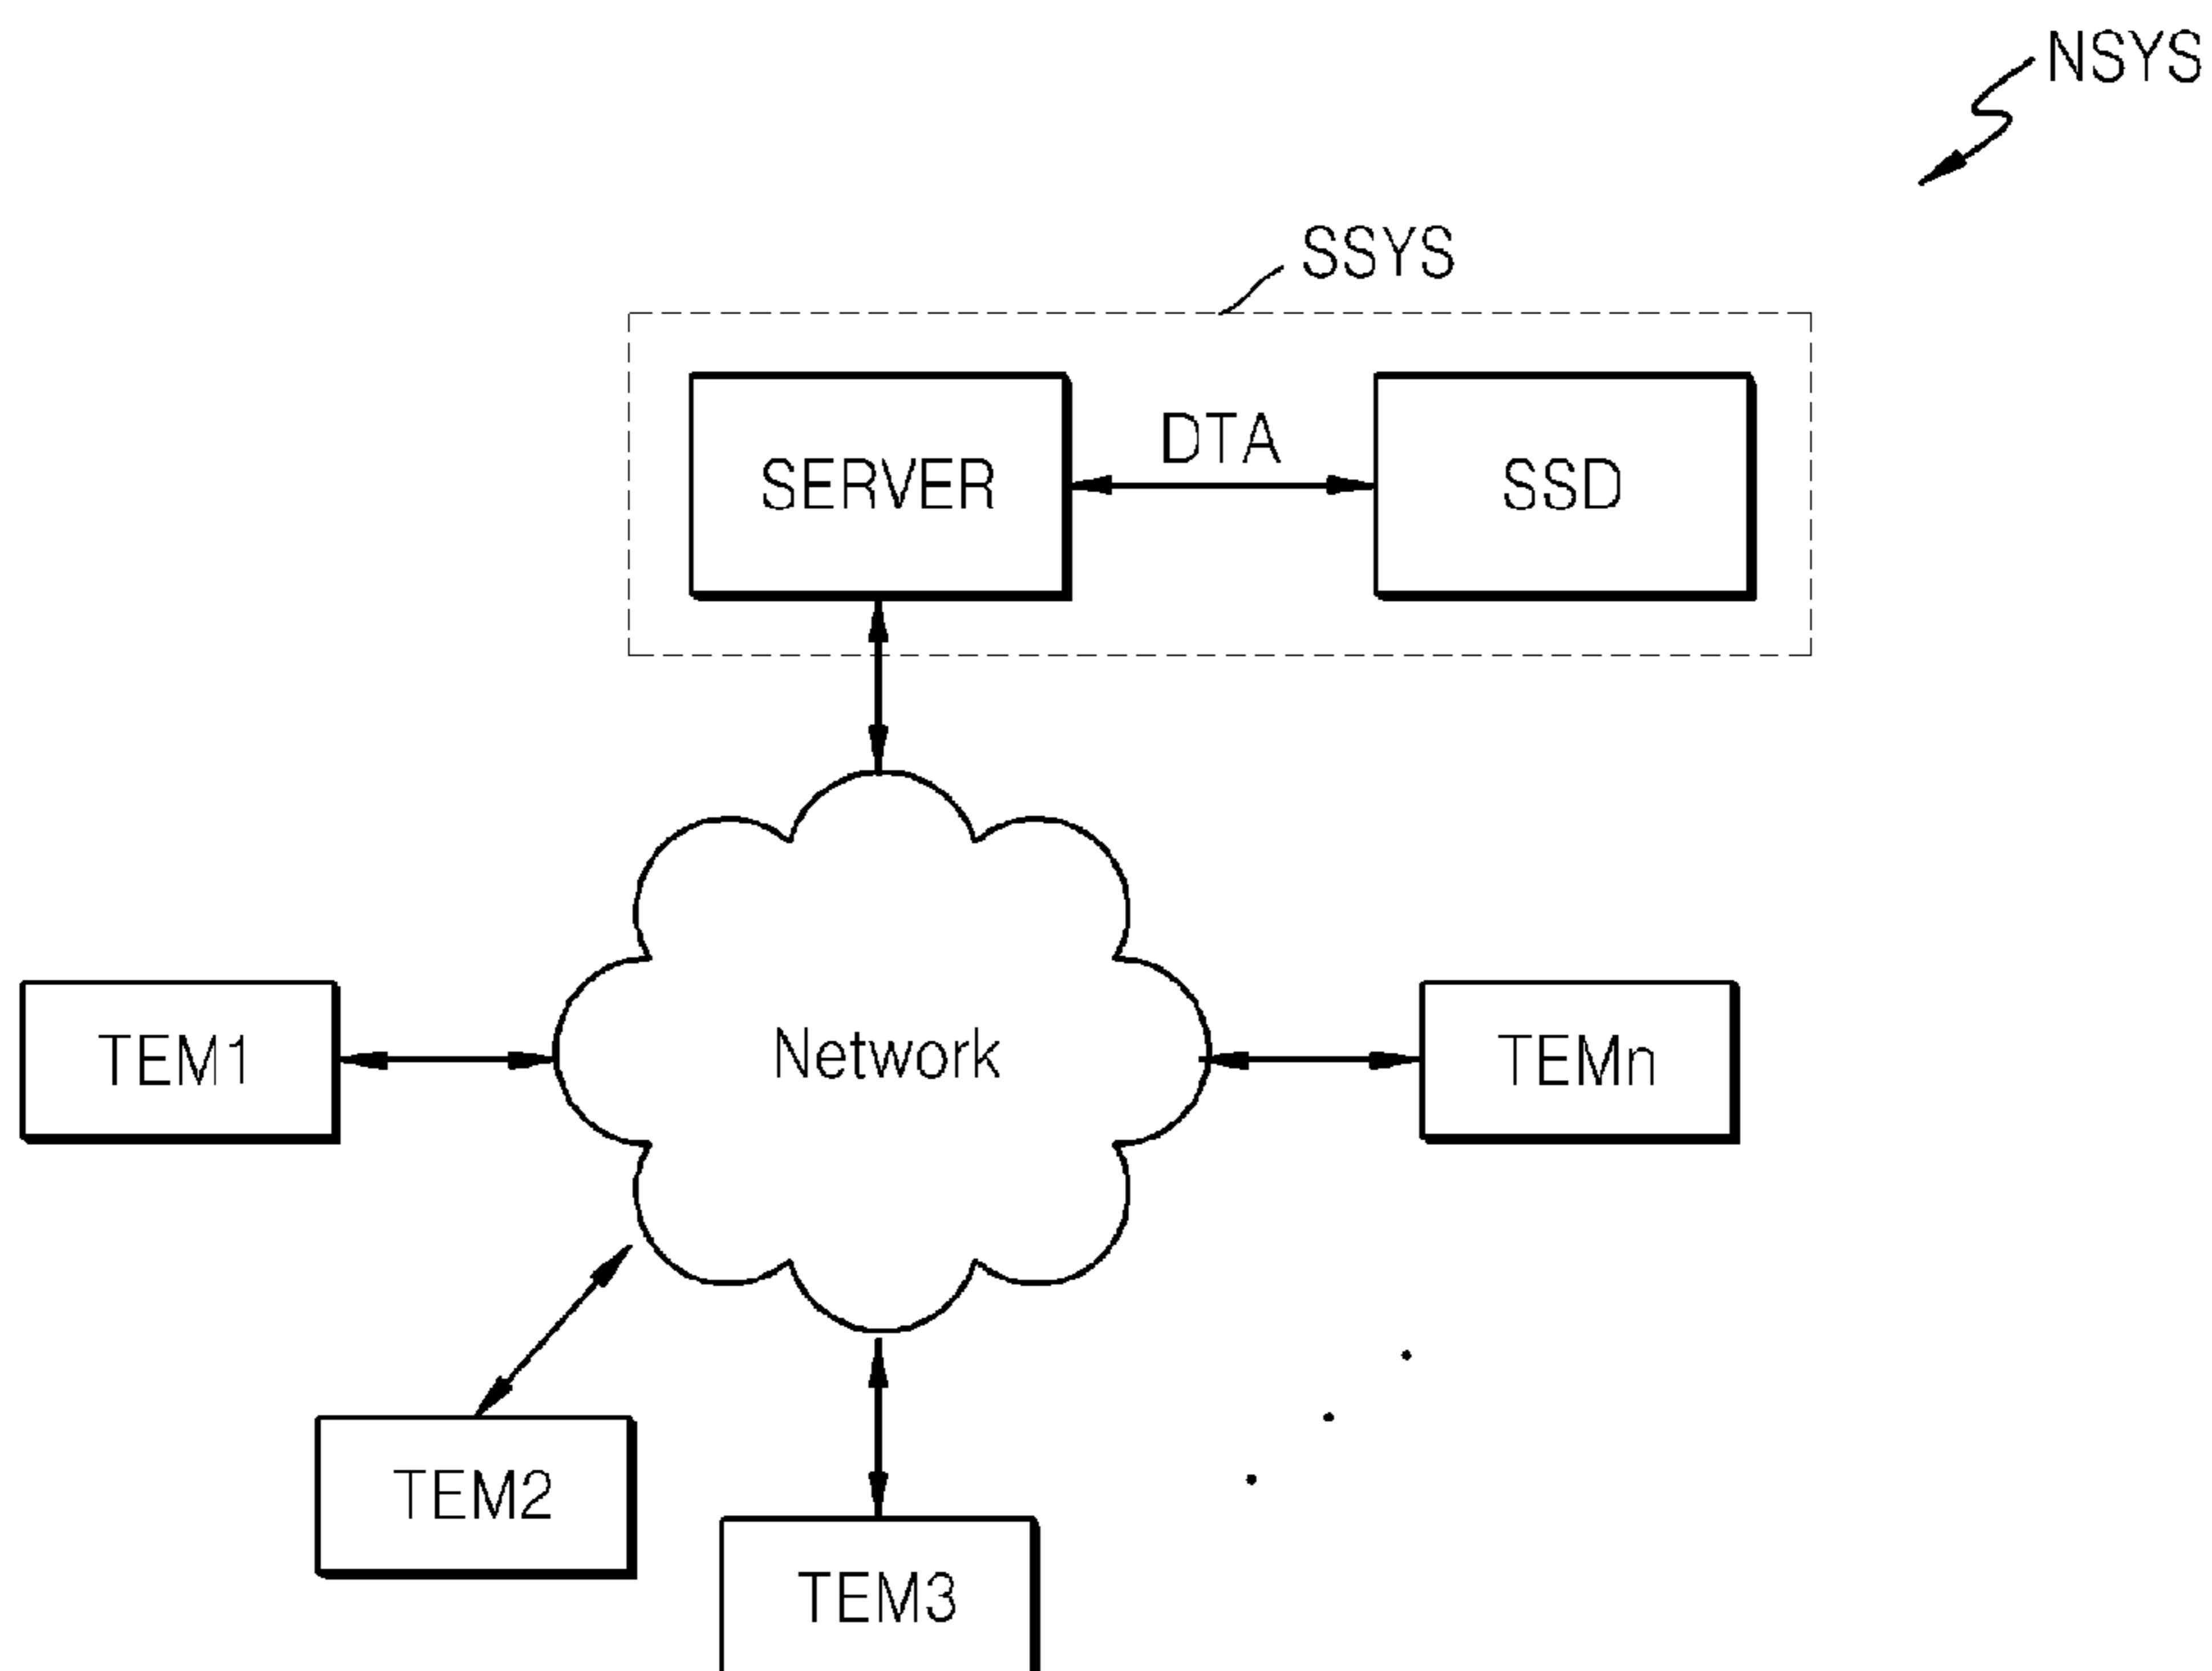 NSYS
SSYS
DTA
SERVER
SSD
Network
TEM1
TEMn
TEM2
TEM3